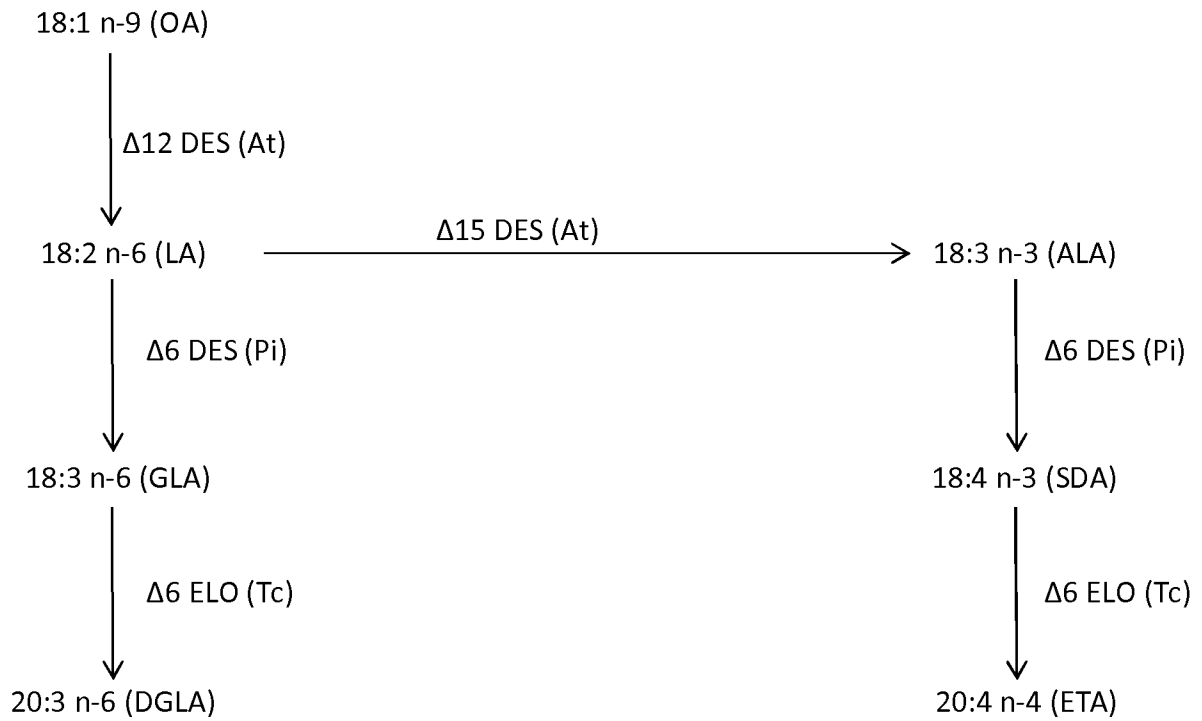 18:1 n-9 (OA)
Δ12 DES (At)
Δ15 DES (At)
18:2 n-6 (LA)
18:3 n-3 (ALA)
Δ6 DES (Pi)
Δ6 DES (Pi)
18:3 n-6 (GLA)
18:4 n-3 (SDA)
Δ6 ELO (Tc)
Δ6 ELO (Tc)
20:3 n-6 (DGLA)
20:4 n-4 (ETA)